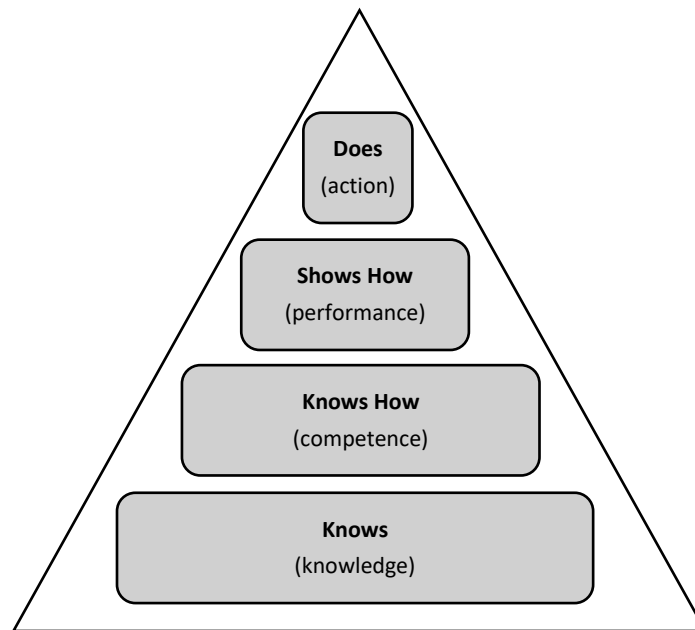 Does
(action)
Shows How
(performance)
Knows How
(competence)
Knows
(knowledge)